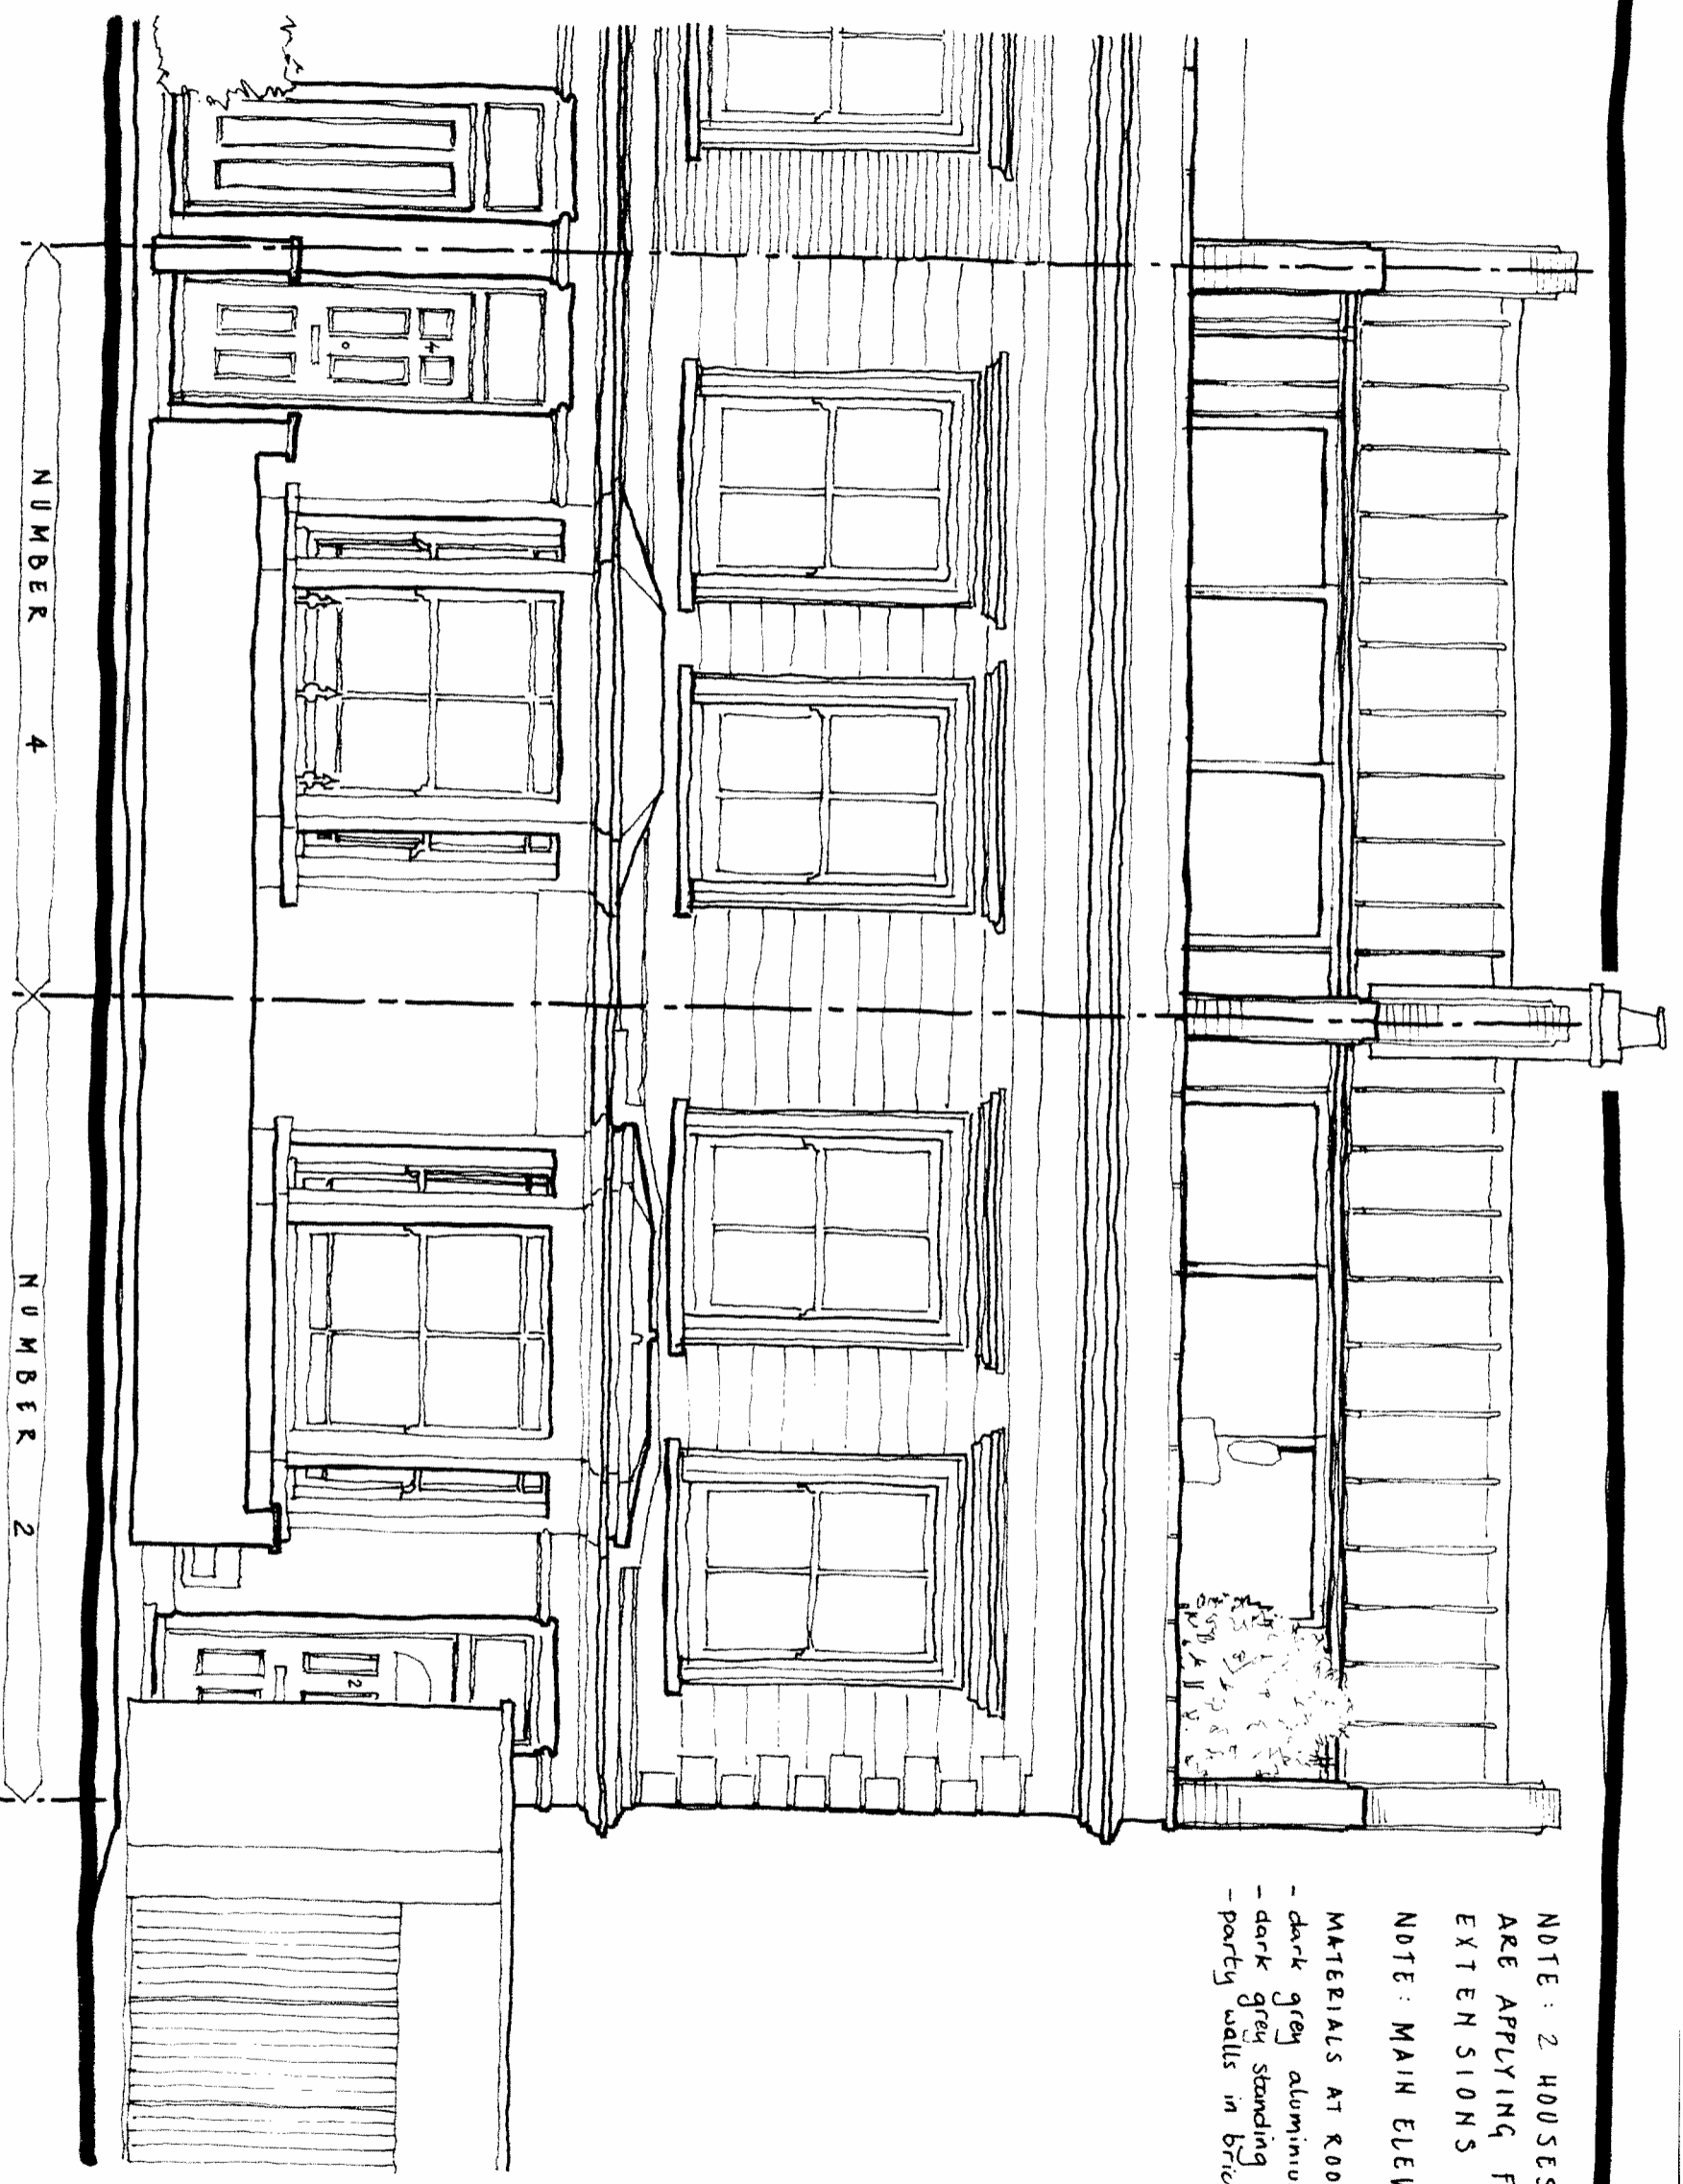 NOTE: 2 HOUSES
ARE APPLYING F
EXTENSIONS
NOTE: MAIN ELEV
MATERIALS AT ROO
- dark grey aluminiu
- dark grey standing
- party walls in bric
4
2
NUMBER 4
NUMBER 2